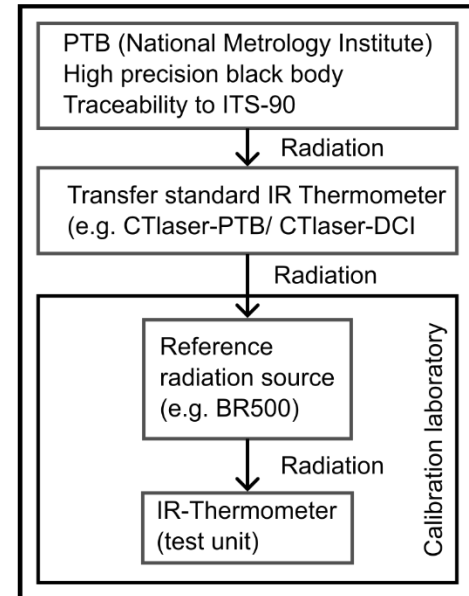 PTB (National Metrology Institute)
High precision black body
Traceability to ITS-90
Radiation
Transfer standard IR Thermometer
(e.g. CTlaser-PTB/ CTlaser-DCI
Radiation
Reference
radiation source
(e.g. BR500)
Radiation
IR-Thermometer
(test unit)
Calibration laboratory